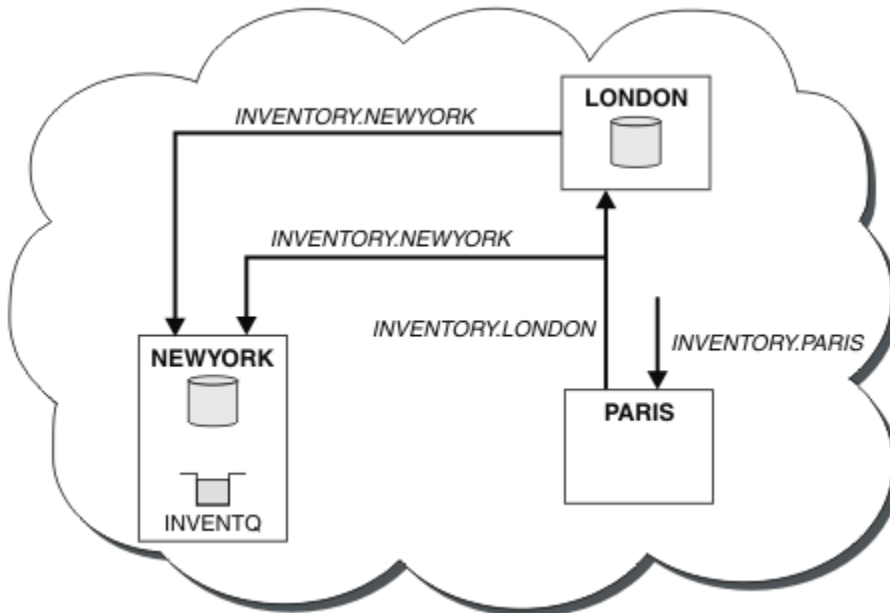 LONDON
INVENTORY.NEWYORK
INVENTORY.NEWYORK
INVENTORY.LONDON
INVENTORY.PARIS
NEWYORK
PARIS
INVENTQ